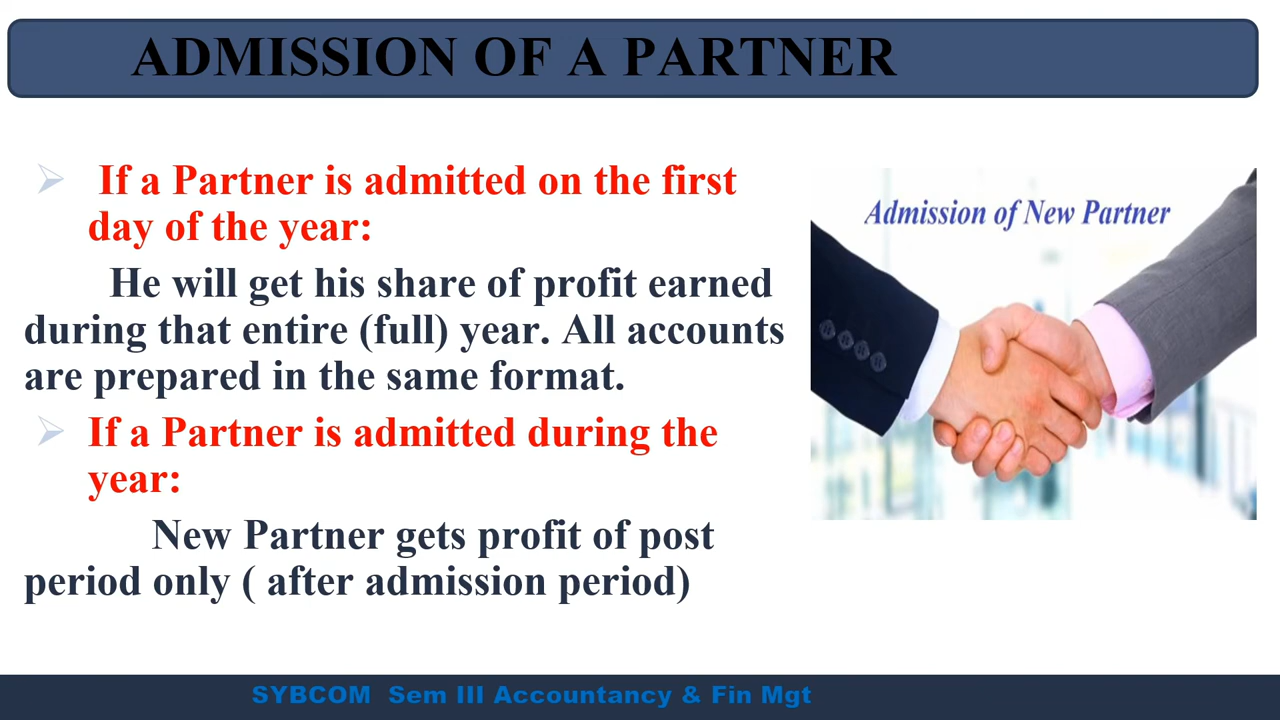 ADMISSION OF A PARTNER
If a Partner is admitted on the first
day of the year:
He will get his share of profit earned
during that entire (full) year. All accounts
are prepared in the same format.
If a Partner is admitted during the
year:
New Partner gets profit of post
period only ( after admission period)
Admission of New Partner
SYBCOM Sem III Accountancy & Fin Mgt